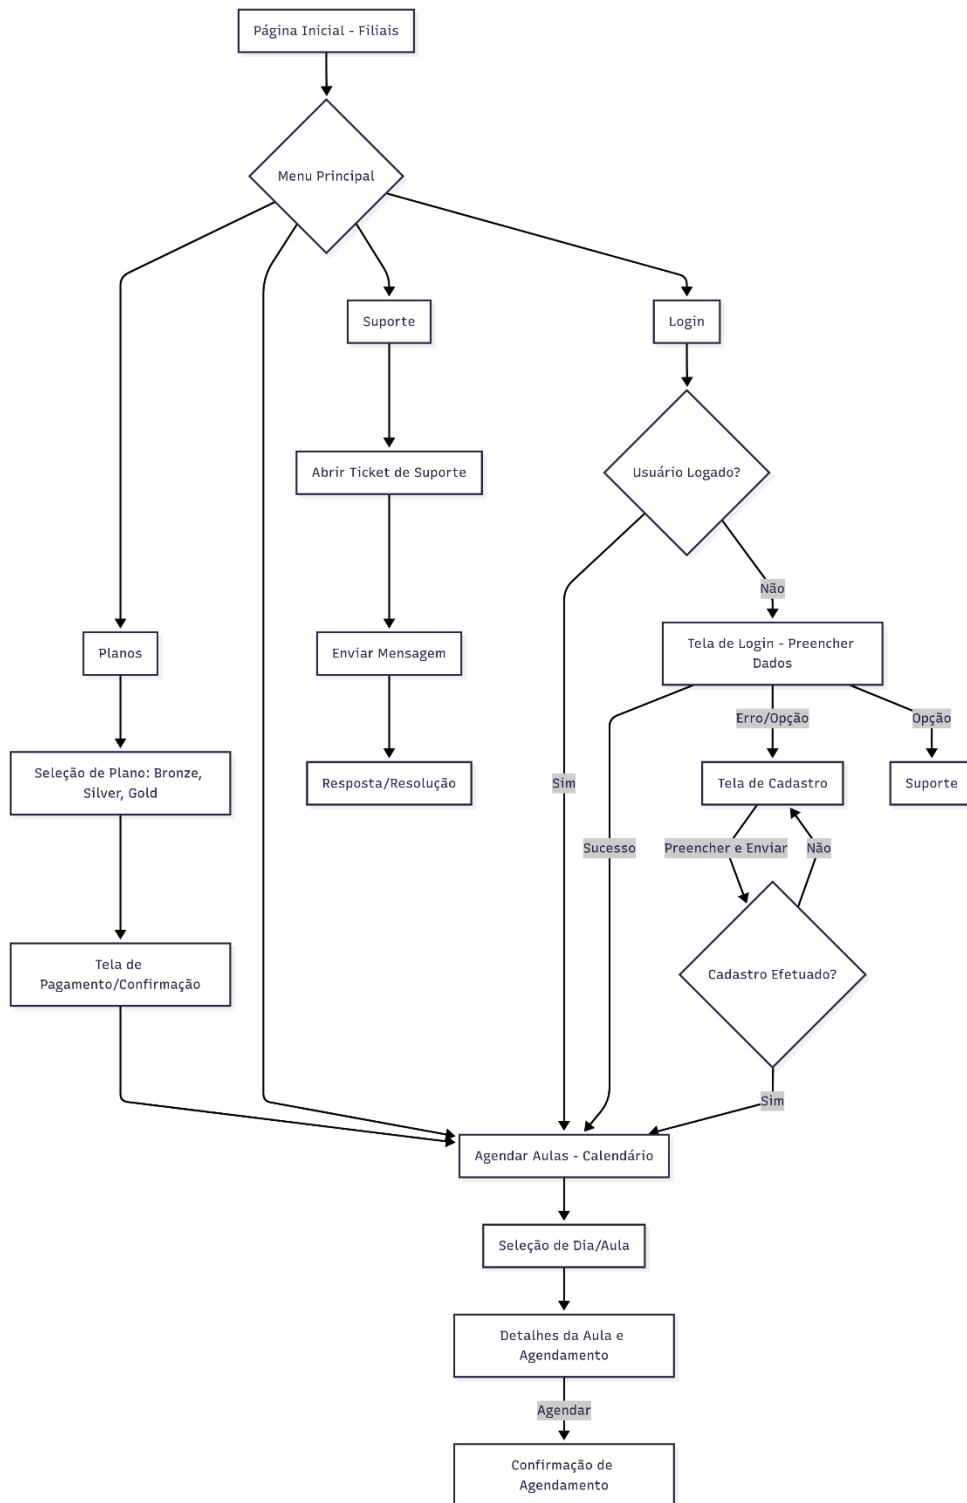 Página Inicial - Filiais
Menu Principal
Suporte
Login
Abrir Ticket de Suporte
Usuário Logado?
Não
Planos
Enviar Mensagem
Tela de Login - Preencher
Dados
Erro/Opção
Opção
Seleção de Plano: Bronze,
Silver, Gold
Resposta/Resolução
Sim
Tela de Cadastro
Suporte
Sucesso
Preencher e Enviar
Não
Tela de
Pagamento/Confirmação
Cadastro Efetuado?
Sim
Agendar Aulas - Calendário
Seleção de Dia/Aula
Detalhes da Aula e
Agendamento
Agendar
Confirmação de
Agendamento